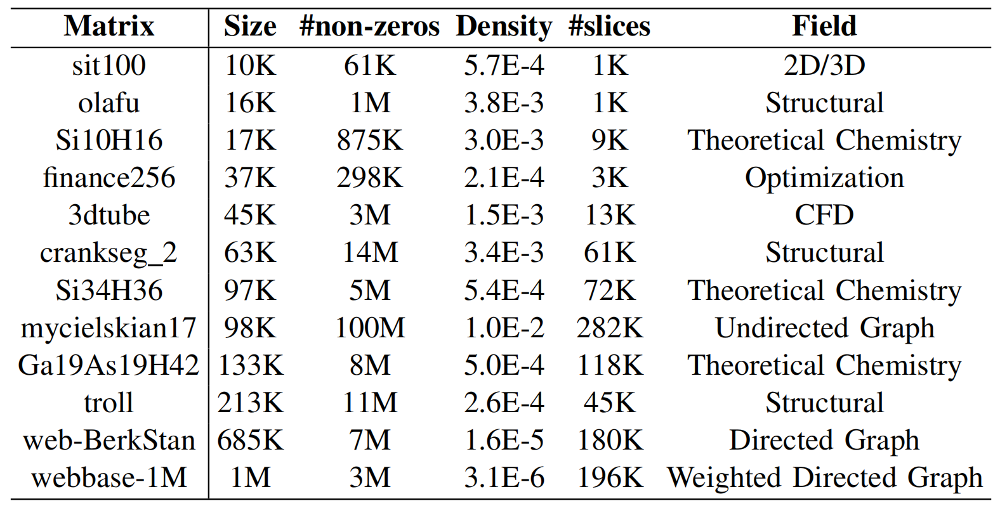 Matrix Size #non-zeros Density #slices Field
sit100 10K 61K 5.7E-4 1K 2D/3D
olafu 16K 1M 3.8E-3 1K Structural
Si10H16 17K 875K 3.0E-3 9K Theoretical Chemistry
finance256 37K 298K 2.1E-4 3K Optimization
3dtube 45K 3M 1.5E-3 13K CFD
crankseg_2 63K 14M 3.4E-3 61K Structural
Si34H36 97K 5M 5.4E-4 72K Theoretical Chemistry
mycielskian17 98K 100M 1.0E-2 282K Undirected Graph
Ga19As19H42 133K 8M 5.0E-4 118K Theoretical Chemistry
troll 213K 11M 2.6E-4 45K Structural
web-BerkStan 685K 7M 1.6E-5 180K Directed Graph
webbase-1M 1M 3M 3.1E-6 196K Weighted Directed Graph